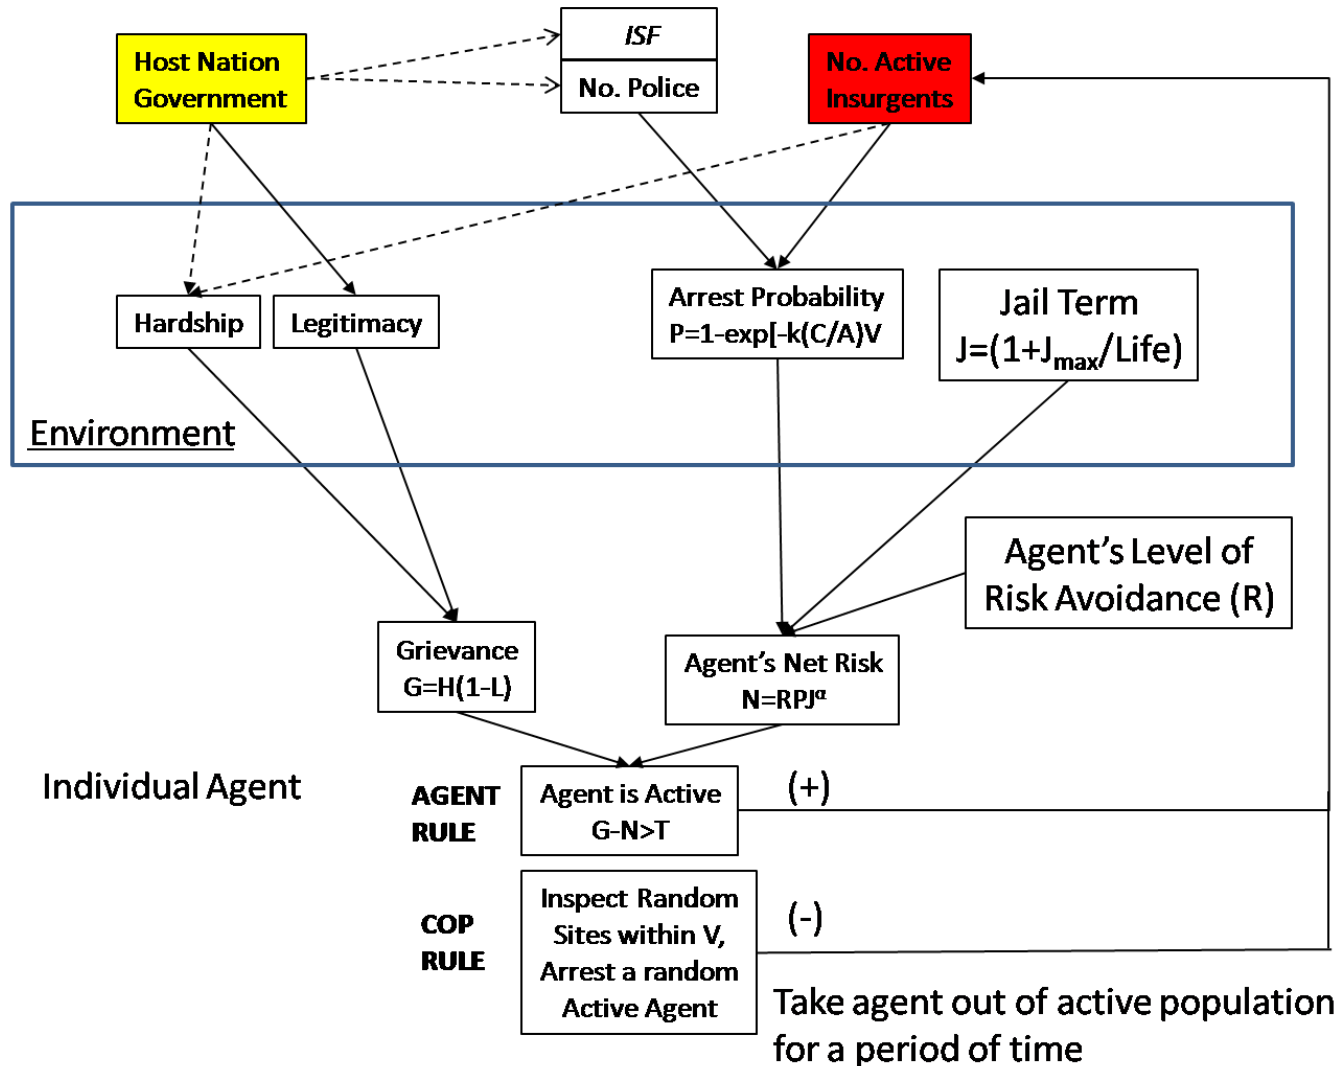 Host Nation
Government
ISF
No. Police
No. Active
Insurgents
Hardship
Legitimacy
Arrest Probability
P=1-exp[-k(C/A)V
Jail Term
J=(1+Jmax/Life)
Environment
Agent's Level of
Risk Avoidance (R)
Grievance
G=H(1-L)
Agent's Net Risk
N=RPJᵅ
Individual Agent
AGENT
RULE
Agent is Active
G-N>T
(+)
COP
RULE
Inspect Random
Sites within V,
Arrest a random
Active Agent
(-)
Take agent out of active population
for a period of time